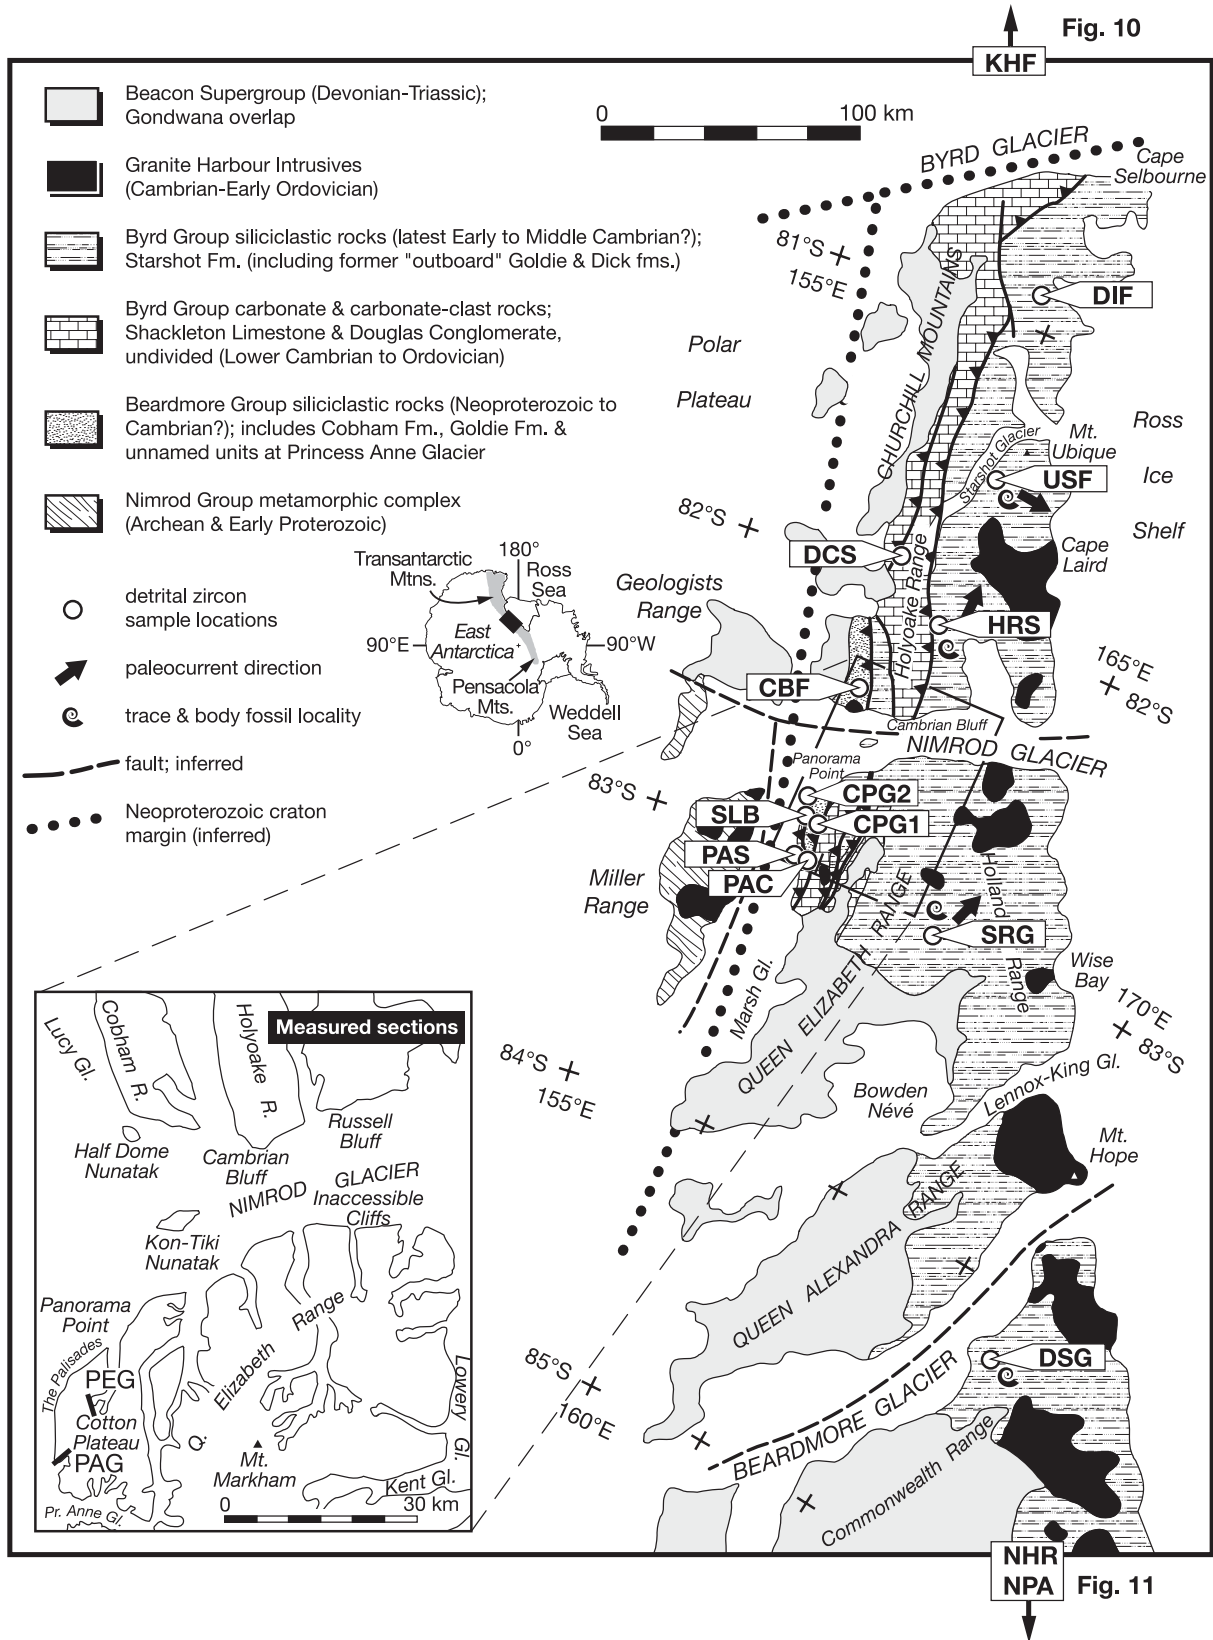 Fig. 10
KHF
Beacon Supergroup (Devonian-Triassic);
Gondwana overlap
Granite Harbour Intrusives
(Cambrian-Early Ordovician)
Byrd Group siliciclastic rocks (latest Early to Middle Cambrian?);
Starshot Fm. (including former "outboard" Goldie & Dick fms.)
Byrd Group carbonate & carbonate-clast rocks;
Shackleton Limestone & Douglas Conglomerate,
undivided (Lower Cambrian to Ordovician)
Beardmore Group siliciclastic rocks (Neoproterozoic to
Cambrian?); includes Cobham Fm., Goldie Fm. &
unnamed units at Princess Anne Glacier
Nimrod Group metamorphic complex
(Archean & Early Proterozoic)
detrital zircon
sample locations
paleocurrent direction
trace & body fossil locality
fault; inferred
Neoproterozoic craton
margin (inferred)
0
100 km
BYRD GLACIER
Cape
Selbourne
81°S
155°E
DIF
Polar
Plateau
CHURCHILL MOUNTAINS
Ross
Ice
Shelf
Mt.
Ubique
Starshot Glacier
USF
82°S
DCS
Cape
Laird
Geologists
Range
Holyoake Range
HRS
165°E
82°S
CBF
Cambrian Bluff
NIMROD GLACIER
Transantarctic
Mtns.
180°
Ross
Sea
90°E
East
Antarctica
90°W
Pensacola
Mts.
Weddell
Sea
0°
83°S
Panorama
Point
CPG2
SLB
CPG1
PAS
PAC
Miller
Range
Holland
Range
SRG
Wise
Bay
Marsh Gl.
QUEEN ELIZABETH RANGE
170°E
83°S
84°S
155°E
Bowden
Névé
Lennox-King Gl.
Mt.
Hope
QUEEN ALEXANDRA RANGE
85°S
160°E
BEARDMORE GLACIER
DSG
Commonwealth Range
Measured sections
Lucy Gl.
Cobham R.
Holyoake
R.
Half Dome
Nunatak
Cambrian
Bluff
Russell
Bluff
NIMROD
GLACIER
Inaccessible
Cliffs
Kon-Tiki
Nunatak
Panorama
Point
The Palisades
PEG
Cotton
Plateau
PAG
Pr. Anne Gl.
Q.
Elizabeth
Range
Mt.
Markham
Lowery
Gl.
Kent Gl.
0
30 km
NHR
NPA
Fig. 11